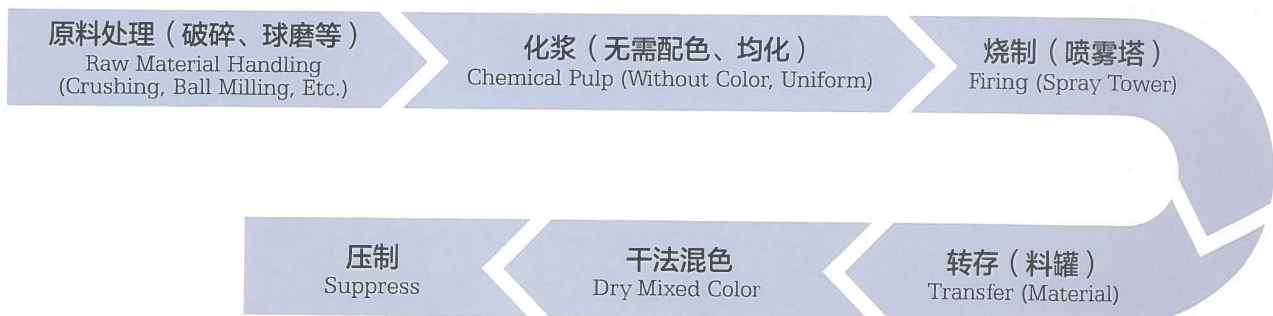 原料处理（破碎、球磨等）
Raw Material Handling
(Crushing, Ball Milling, Etc.)
化浆（无需配色、均化）
Chemical Pulp (Without Color, Uniform)
烧制（喷雾塔）
Firing (Spray Tower)
转存（料罐）
Transfer (Material)
干法混色
Dry Mixed Color
压制
Suppress